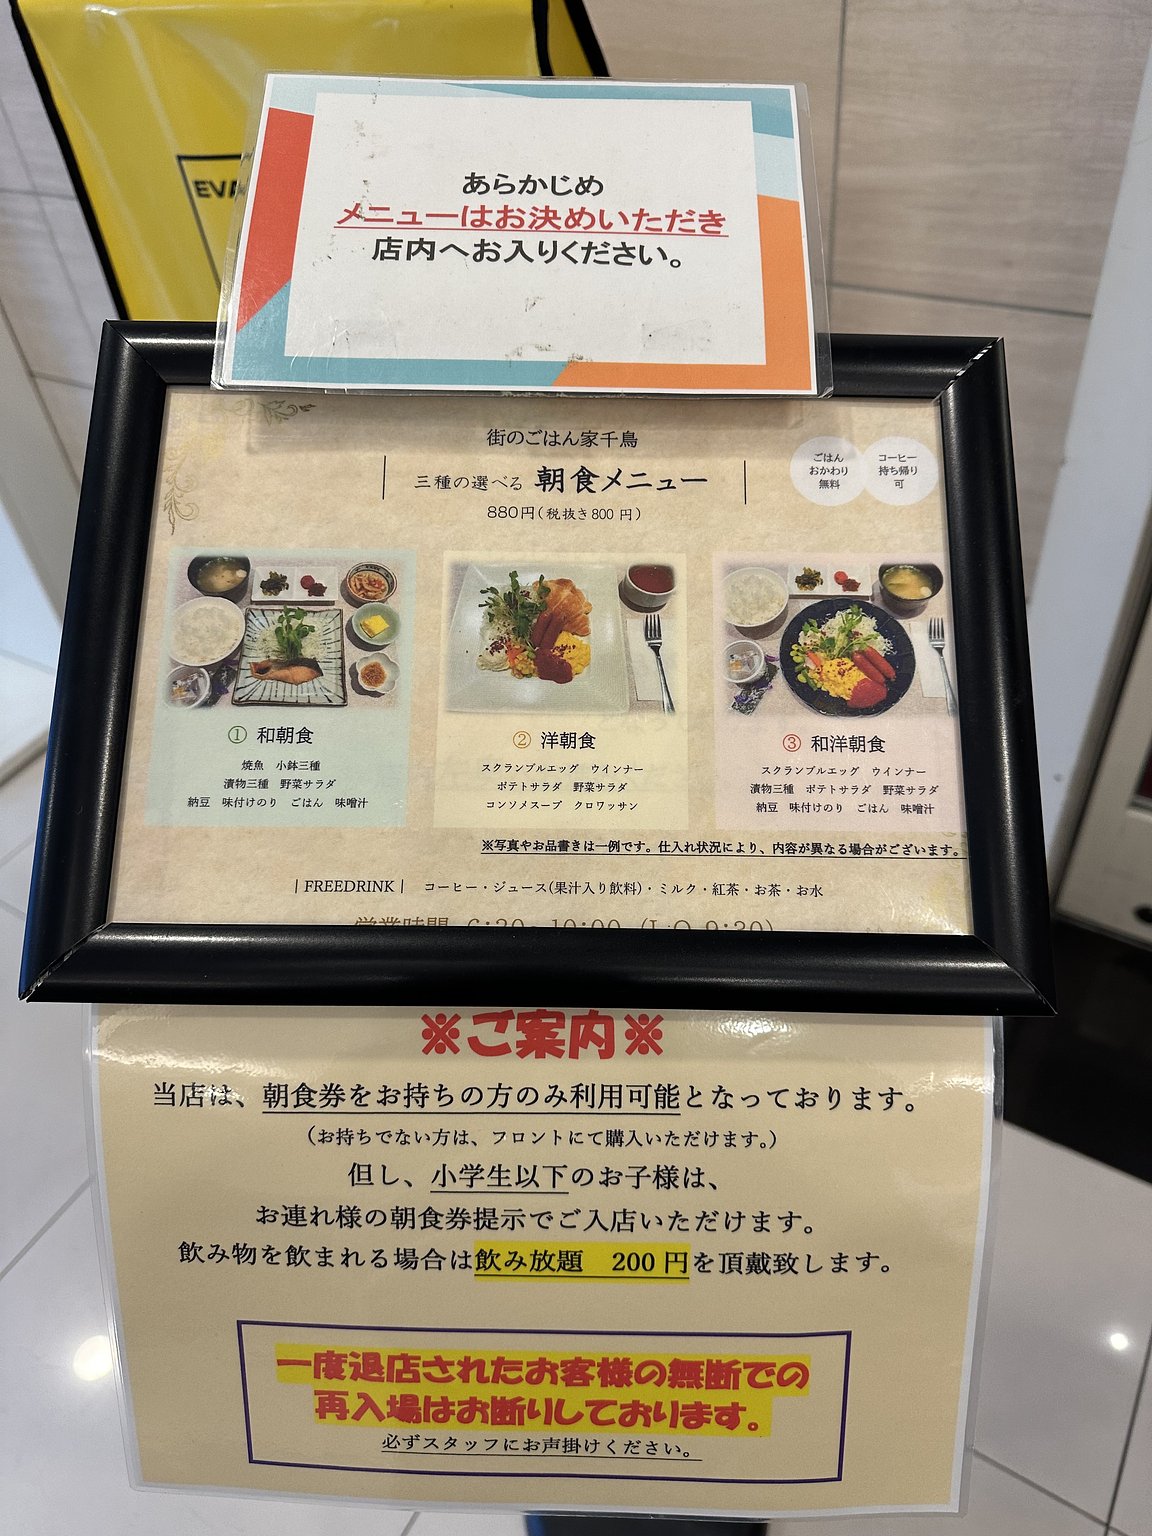 あらかじめ
メニューはお決めいただき
店内へお入りください。
街のごはん家千鳥
三種の選べる 朝食メニュー
880円(税抜き800 円)
ごはん
おかわり
無料
コーヒー
持ち帰り
可
① 和朝食
焼魚 小鉢三種
漬物三種 野菜サラダ
納豆 味付けのり ごはん 味噌汁
② 洋朝食
スクランブルエッグ ウインナー
ポテトサラダ 野菜サラダ
コンソメスープ クロワッサン
③ 和洋朝食
スクランブルエッグ ウインナー
漬物三種 ポテトサラダ 野菜サラダ
納豆 味付けのり ごはん 味噌汁
※写真やお品書きは一例です。仕入れ状況により、内容が異なる場合がございます。
| FREEDRINK | コーヒー・ジュース(果汁入り飲料)・ミルク・紅茶・お茶・お水
営業時間 6:30 10:00 (L.O 9:30)
※ご案内※
当店は、朝食券をお持ちの方のみ利用可能となっております。
(お持ちでない方は、フロントにて購入いただけます。)
但し、小学生以下のお子様は、
お連れ様の朝食券提示でご入店いただけます。
飲み物を飲まれる場合は飲み放題 200 円を頂戴致します。
一度退店されたお客様の無断での
再入場はお断りしております。
必ずスタッフにお声掛けください。